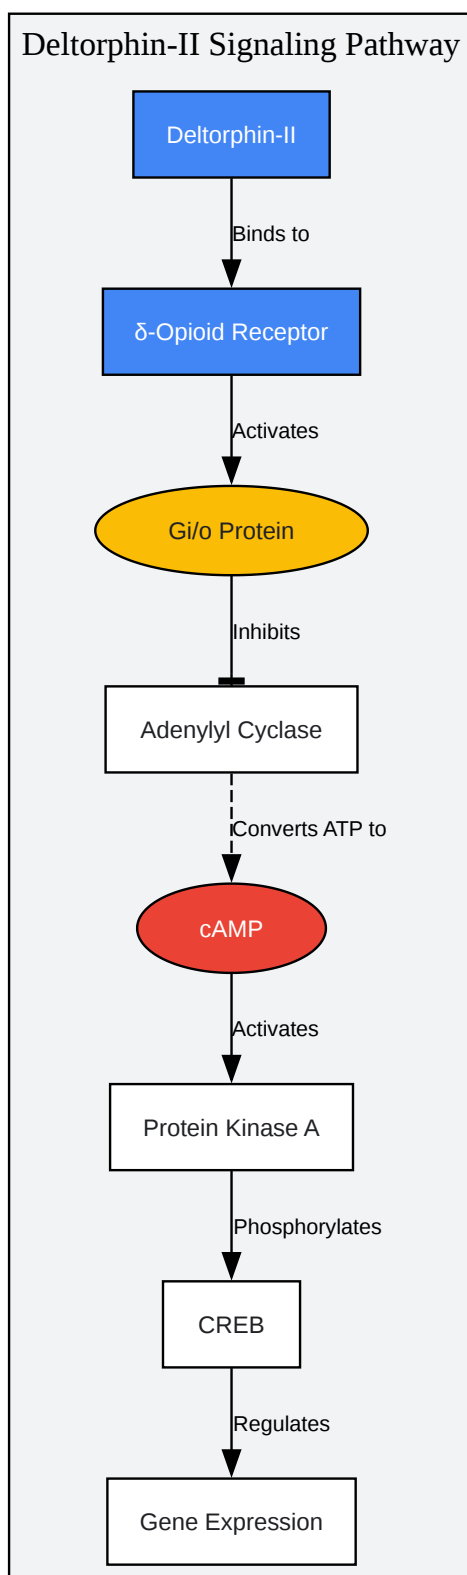 Deltorphin-II Signaling Pathway
Deltorphin-II
Binds to
δ-Opioid Receptor
Activates
Gi/o Protein
Inhibits
Adenylyl Cyclase
Converts ATP to
cAMP
Activates
Protein Kinase A
Phosphorylates
CREB
Regulates
Gene Expression